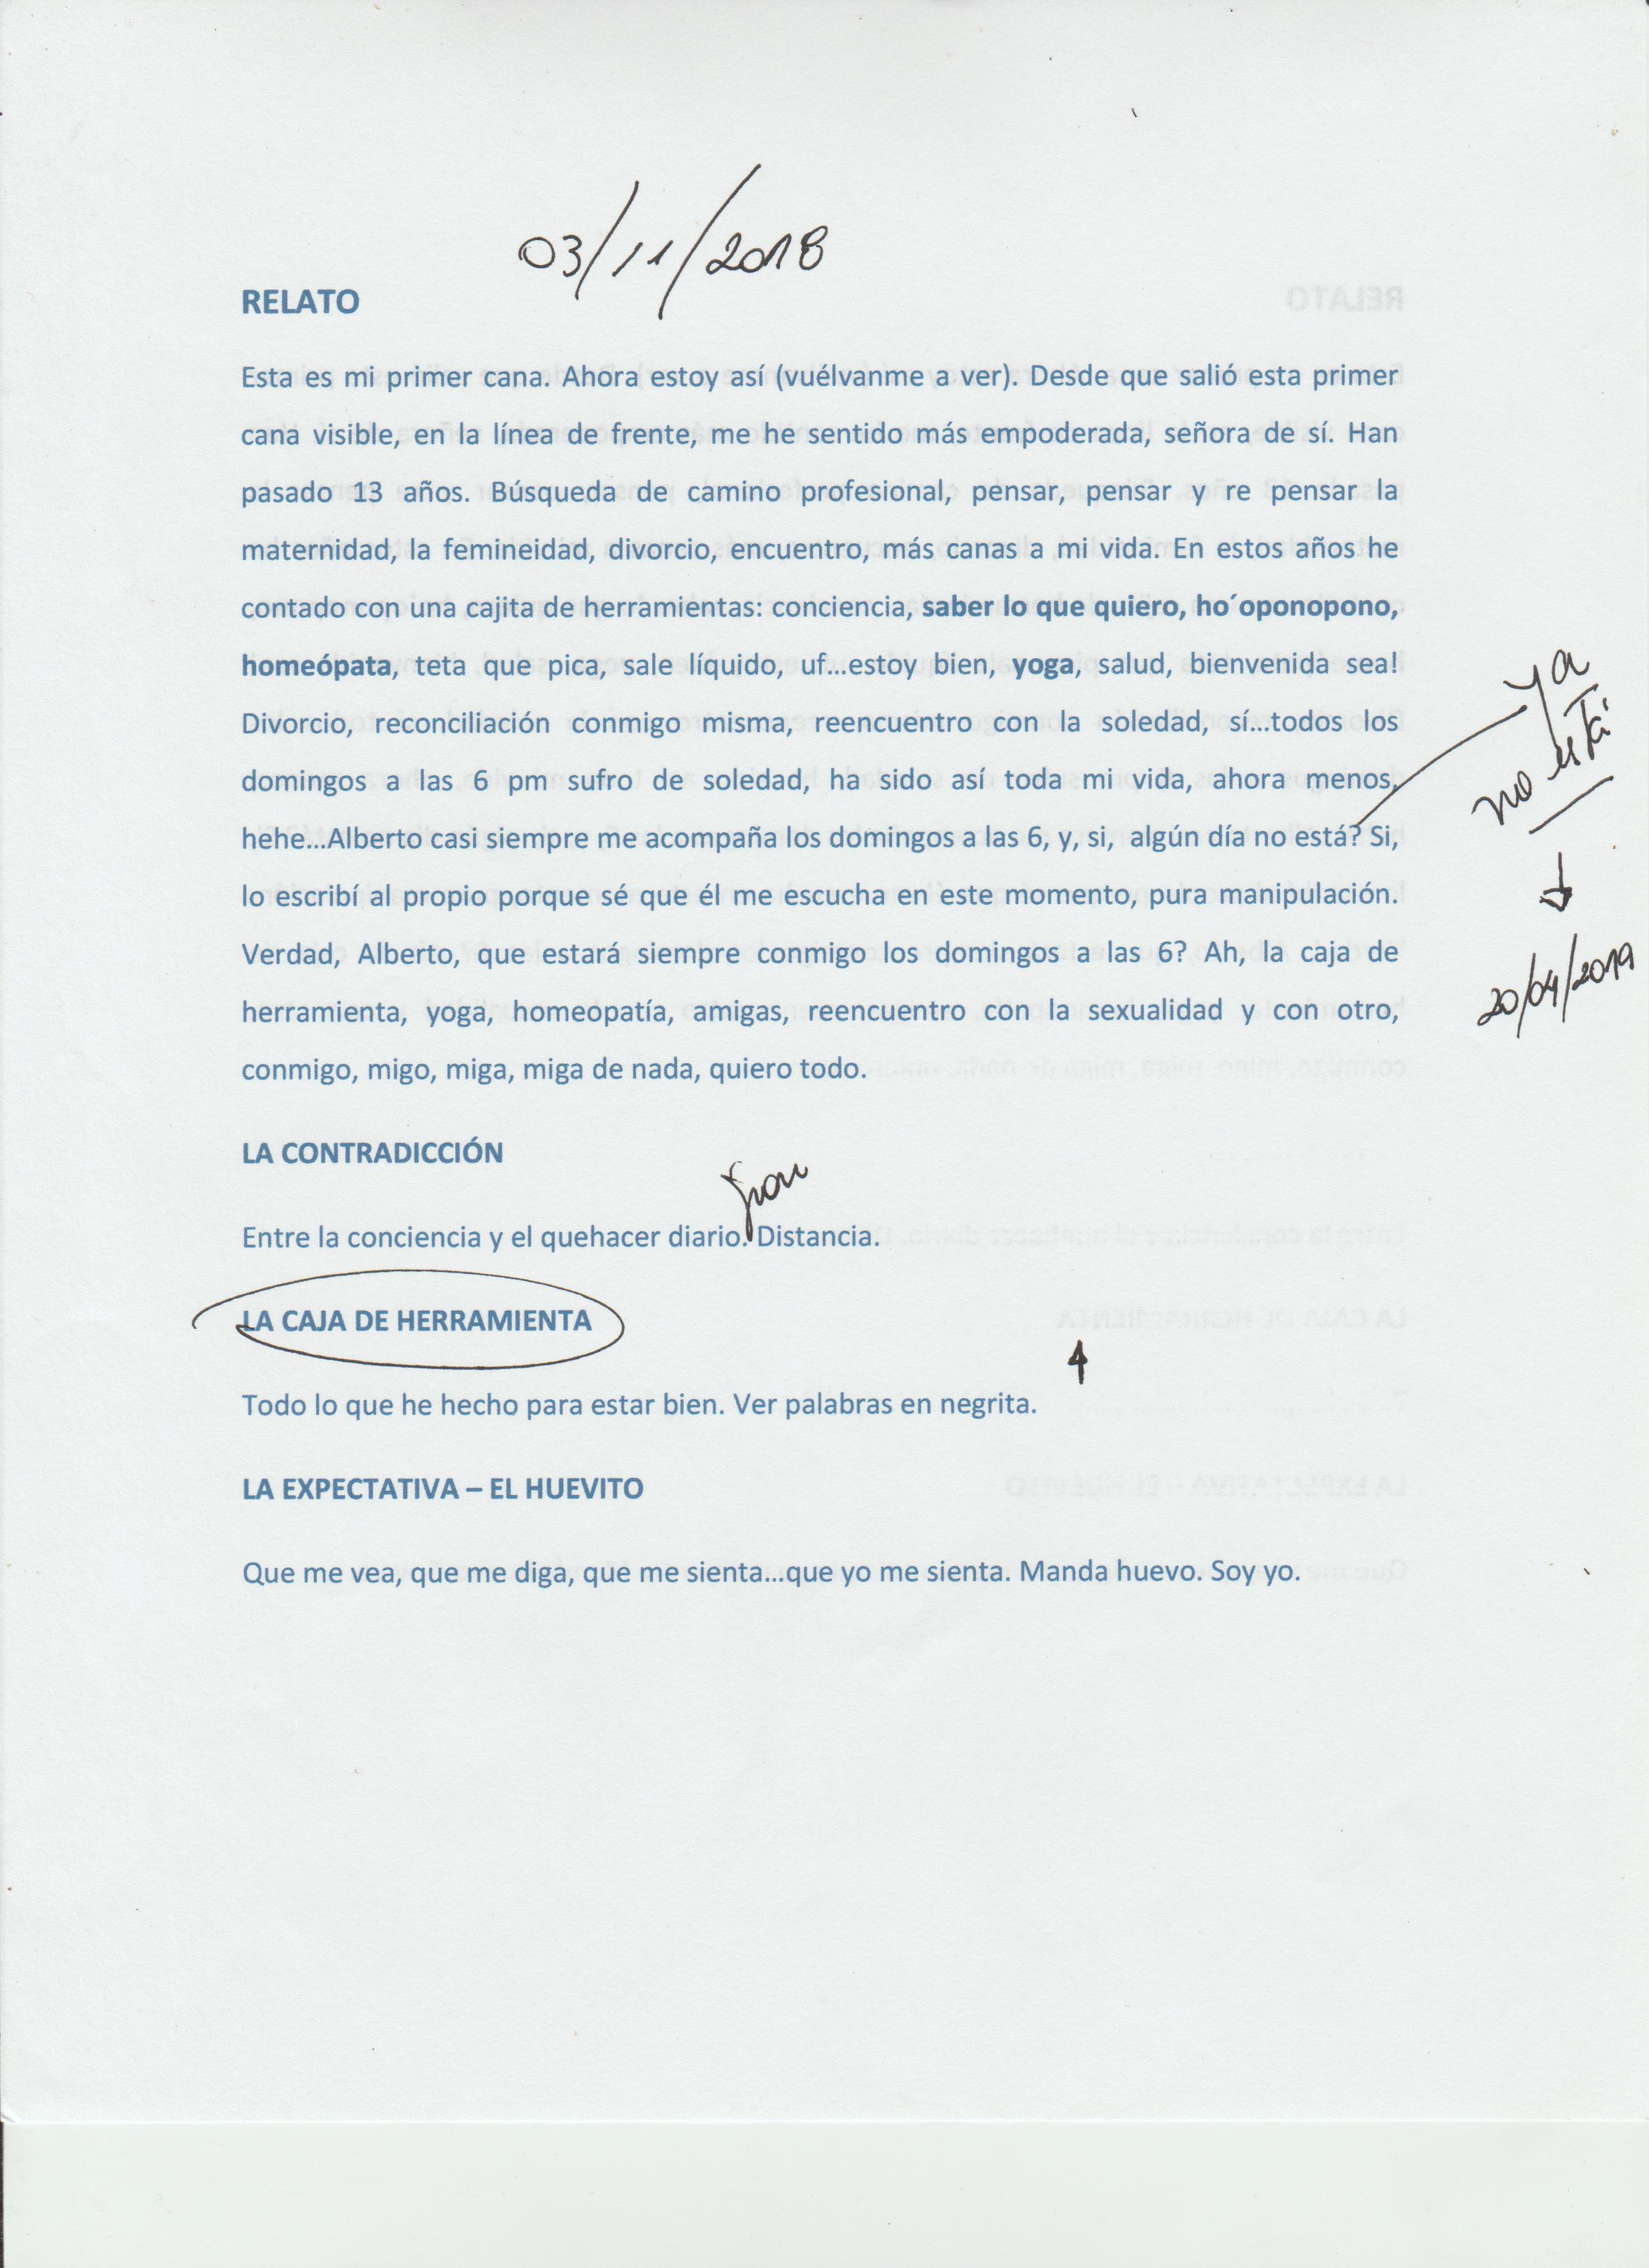 03/11/2018
RELATO
Esta es mi primer cana. Ahora estoy así (vuélvanme a ver). Desde que salió esta primer
cana visible, en la línea de frente, me he sentido más empoderada, señora de sí. Han
pasado 13 años. Búsqueda de camino profesional, pensar, pensar y re pensar la
maternidad, la femineidad, divorcio, encuentro, más canas a mi vida. En estos años he
contado con una cajita de herramientas: conciencia, saber lo que quiero, ho´oponopono,
homeópata, teta que pica, sale líquido, uf...estoy bien, yoga, salud, bienvenida sea!
Divorcio, reconciliación conmigo misma, reencuentro con la soledad, sí...todos los
domingos a las 6 pm sufro de soledad, ha sido así toda mi vida, ahora menos,
hehe...Alberto casi siempre me acompaña los domingos a las 6, y, si, algún día no está? Si,
lo escribí al propio porque sé que él me escucha en este momento, pura manipulación.
Verdad, Alberto, que estará siempre conmigo los domingos a las 6? Ah, la caja de
herramienta, yoga, homeopatía, amigas, reencuentro con la sexualidad y con otro,
conmigo, migo, miga, miga de nada, quiero todo.
ya
no está
20/04/2019
LA CONTRADICCIÓN
Entre la conciencia y el quehacer diario. Distancia.
LA CAJA DE HERRAMIENTA
4
Todo lo que he hecho para estar bien. Ver palabras en negrita.
LA EXPECTATIVA – EL HUEVITO
Que me vea, que me diga, que me sienta...que yo me sienta. Manda huevo. Soy yo.